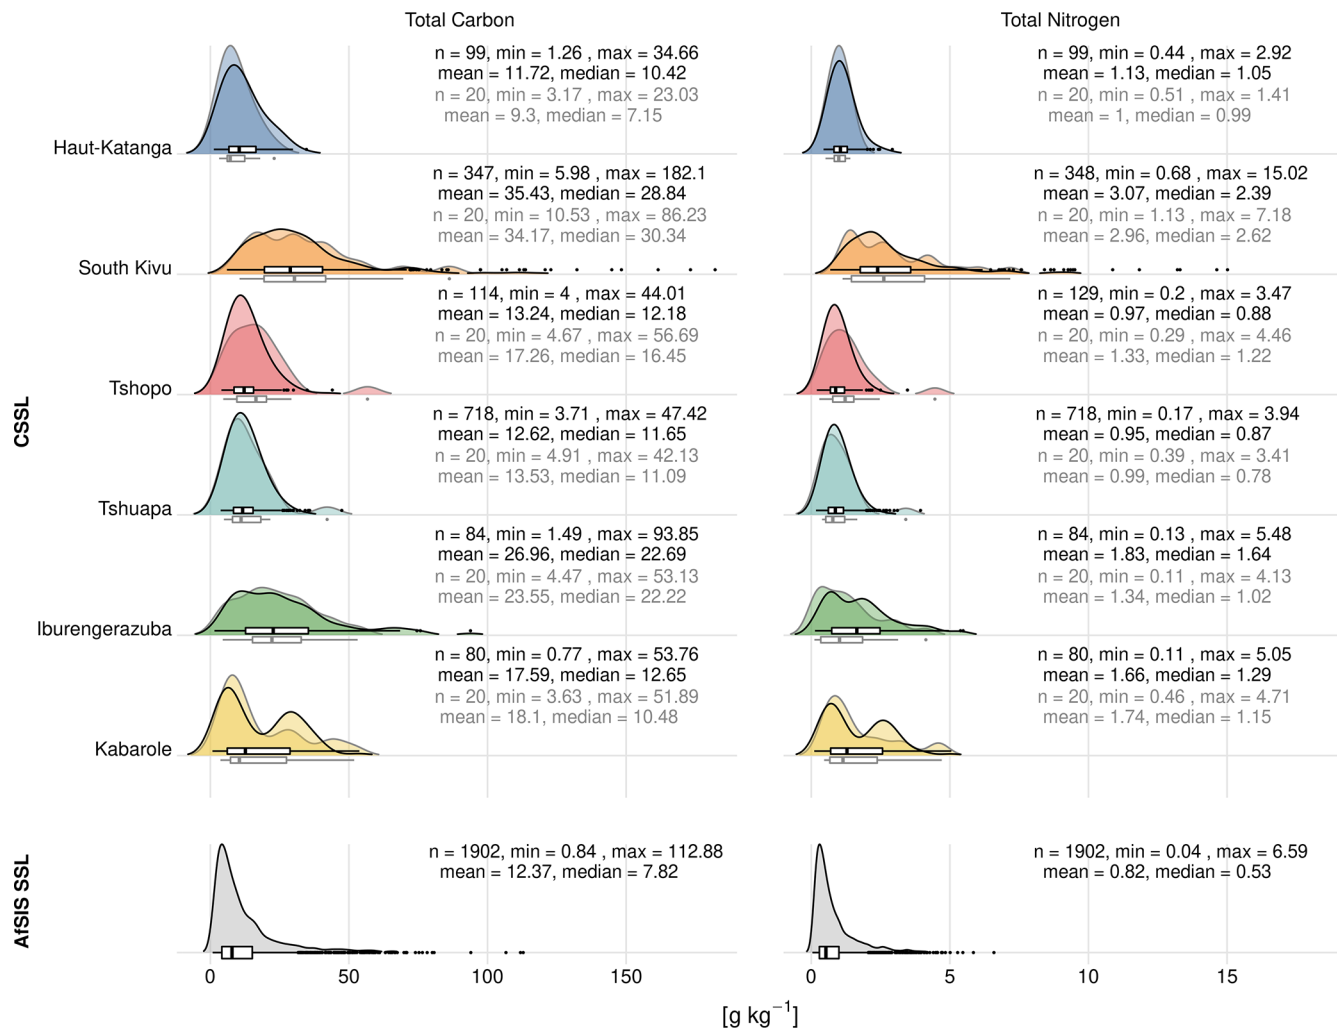 Total Carbon
Total Nitrogen
CSSL
Haut-Katanga
n = 99, min = 1.26 , max = 34.66
mean = 11.72, median = 10.42
n = 20, min = 3.17 , max = 23.03
mean = 9.3, median = 7.15
n = 99, min = 0.44 , max = 2.92
mean = 1.13, median = 1.05
n = 20, min = 0.51 , max = 1.41
mean = 1, median = 0.99
South Kivu
n = 347, min = 5.98 , max = 182.1
mean = 35.43, median = 28.84
n = 20, min = 10.53 , max = 86.23
mean = 34.17, median = 30.34
n = 348, min = 0.68 , max = 15.02
mean = 3.07, median = 2.39
n = 20, min = 1.13 , max = 7.18
mean = 2.96, median = 2.62
Tshopo
n = 114, min = 4 , max = 44.01
mean = 13.24, median = 12.18
n = 20, min = 4.67 , max = 56.69
mean = 17.26, median = 16.45
n = 129, min = 0.2 , max = 3.47
mean = 0.97, median = 0.88
n = 20, min = 0.29 , max = 4.46
mean = 1.33, median = 1.22
Tshuapa
n = 718, min = 3.71 , max = 47.42
mean = 12.62, median = 11.65
n = 20, min = 4.91 , max = 42.13
mean = 13.53, median = 11.09
n = 718, min = 0.17 , max = 3.94
mean = 0.95, median = 0.87
n = 20, min = 0.39 , max = 3.41
mean = 0.99, median = 0.78
Iburengerazuba
n = 84, min = 1.49 , max = 93.85
mean = 26.96, median = 22.69
n = 20, min = 4.47 , max = 53.13
mean = 23.55, median = 22.22
n = 84, min = 0.13 , max = 5.48
mean = 1.83, median = 1.64
n = 20, min = 0.11 , max = 4.13
mean = 1.34, median = 1.02
Kabarole
n = 80, min = 0.77 , max = 53.76
mean = 17.59, median = 12.65
n = 20, min = 3.63 , max = 51.89
mean = 18.1, median = 10.48
n = 80, min = 0.11 , max = 5.05
mean = 1.66, median = 1.29
n = 20, min = 0.46 , max = 4.71
mean = 1.74, median = 1.15
AfSIS SSL
n = 1902, min = 0.84 , max = 112.88
mean = 12.37, median = 7.82
n = 1902, min = 0.04 , max = 6.59
mean = 0.82, median = 0.53
0 50 100 150
0 5 10 15
[g kg⁻¹]